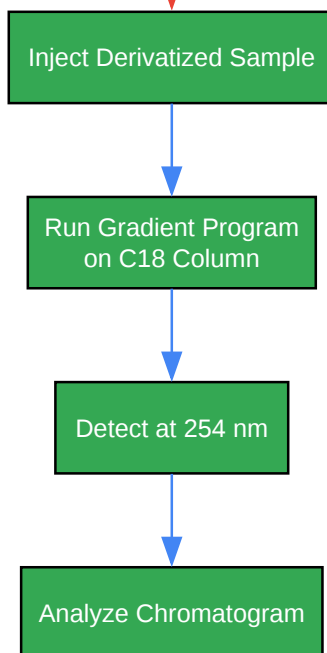 Inject Derivatized Sample
Run Gradient Program
on C18 Column
Detect at 254 nm
Analyze Chromatogram